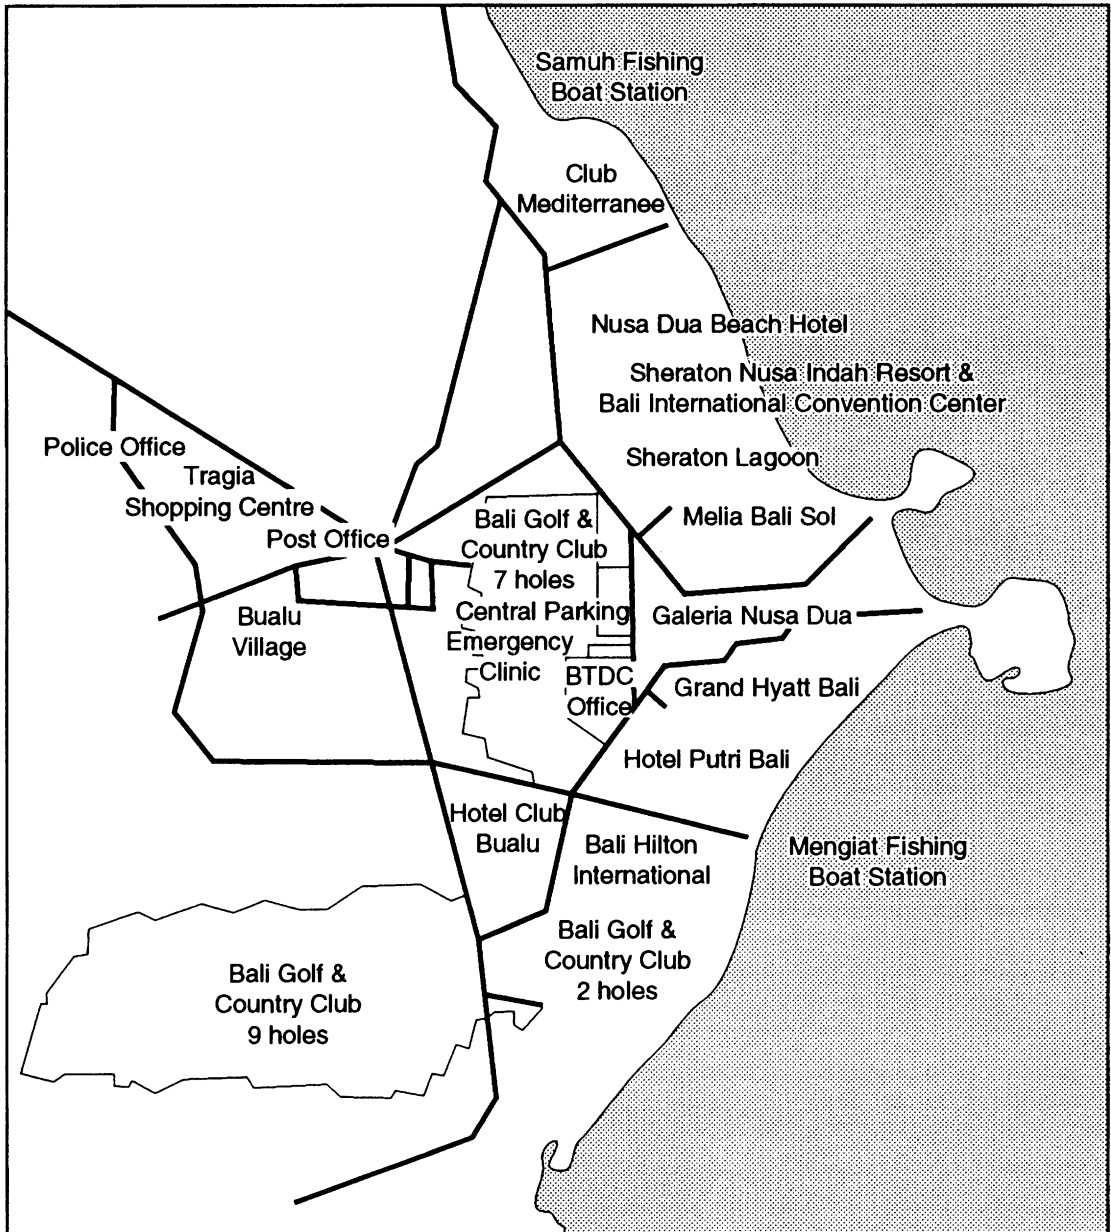 Samuh Fishing
Boat Station
Club
Mediterranee
Nusa Dua Beach Hotel
Sheraton Nusa Indah Resort &
Bali International Convention Center
Police Office
Tragia
Shopping Centre
Sheraton Lagoon
Post Office
Bali Golf &
Country Club
7 holes
Melia Bali Sol
Bualu
Village
Central Parking
Emergency
Clinic
Galeria Nusa Dua
BTDC
Office
Grand Hyatt Bali
Hotel Putri Bali
Hotel Club
Bualu
Bali Hilton
International
Mengiat Fishing
Boat Station
Bali Golf &
Country Club
2 holes
Bali Golf &
Country Club
9 holes